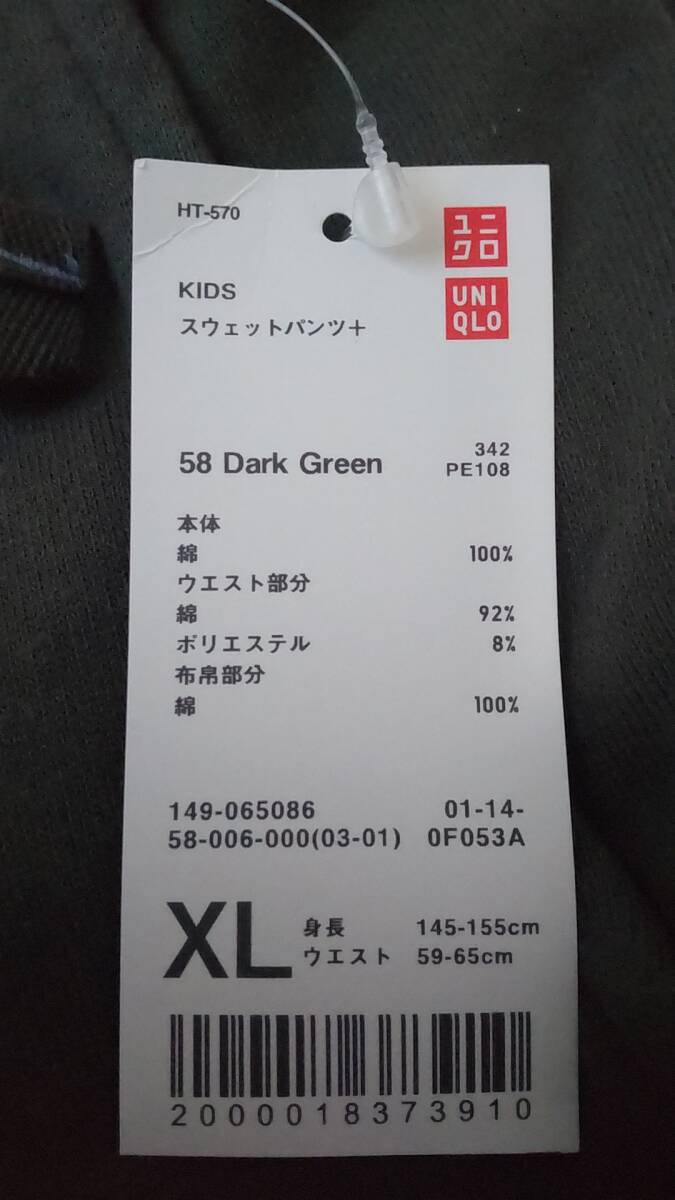 HT-570
ユニ
クロ
UNI
QLO
KIDS
スウェットパンツ＋
58 Dark Green
342
PE108
本体
綿 100%
ウエスト部分
綿 92%
ポリエステル 8%
布帛部分
綿 100%
149-065086 01-14-
58-006-000(03-01) 0F053A
XL
身長 145-155cm
ウエスト 59-65cm
2000018373910